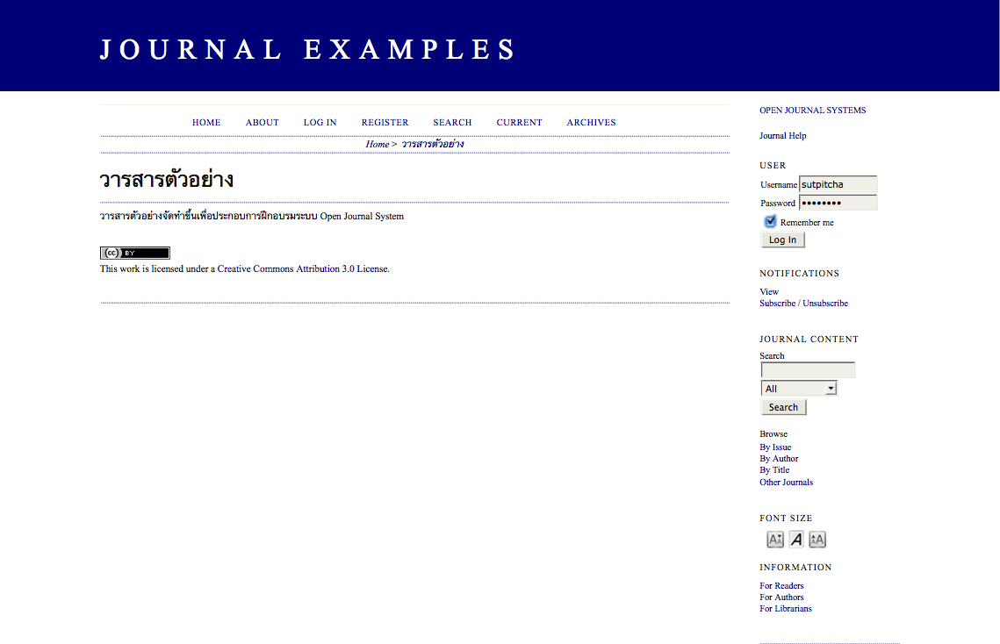 JOURNAL EXAMPLES
HOME ABOUT LOG IN REGISTER SEARCH CURRENT ARCHIVES
Home > วารสารตัวอย่าง
วารสารตัวอย่าง
วารสารตัวอย่างจัดทำขึ้นเพื่อประกอบการฝึกอบรมระบบ Open Journal System
cc BY
This work is licensed under a Creative Commons Attribution 3.0 License.
OPEN JOURNAL SYSTEMS
Journal Help
USER
Username sutpitcha
Password ••••••••
Remember me
Log In
NOTIFICATIONS
View
Subscribe / Unsubscribe
JOURNAL CONTENT
Search
All
Search
Browse
By Issue
By Author
By Title
Other Journals
FONT SIZE
AA A AA
INFORMATION
For Readers
For Authors
For Librarians